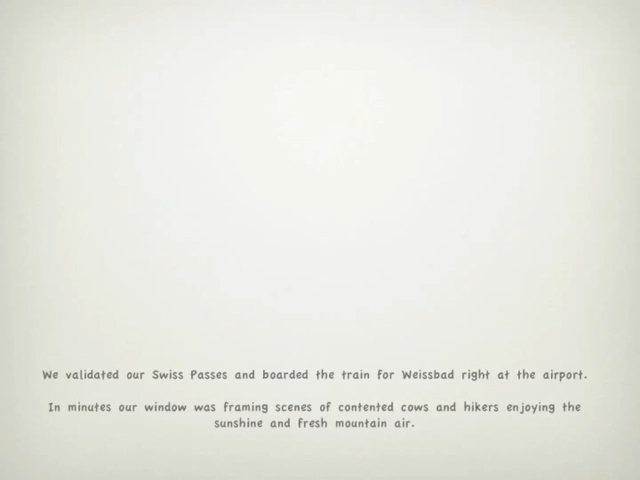 We validated our Swiss Passes and boarded the train for Weissbad right at the airport.
In minutes our window was framing scenes of contented cows and hikers enjoying the
sunshine and fresh mountain air.